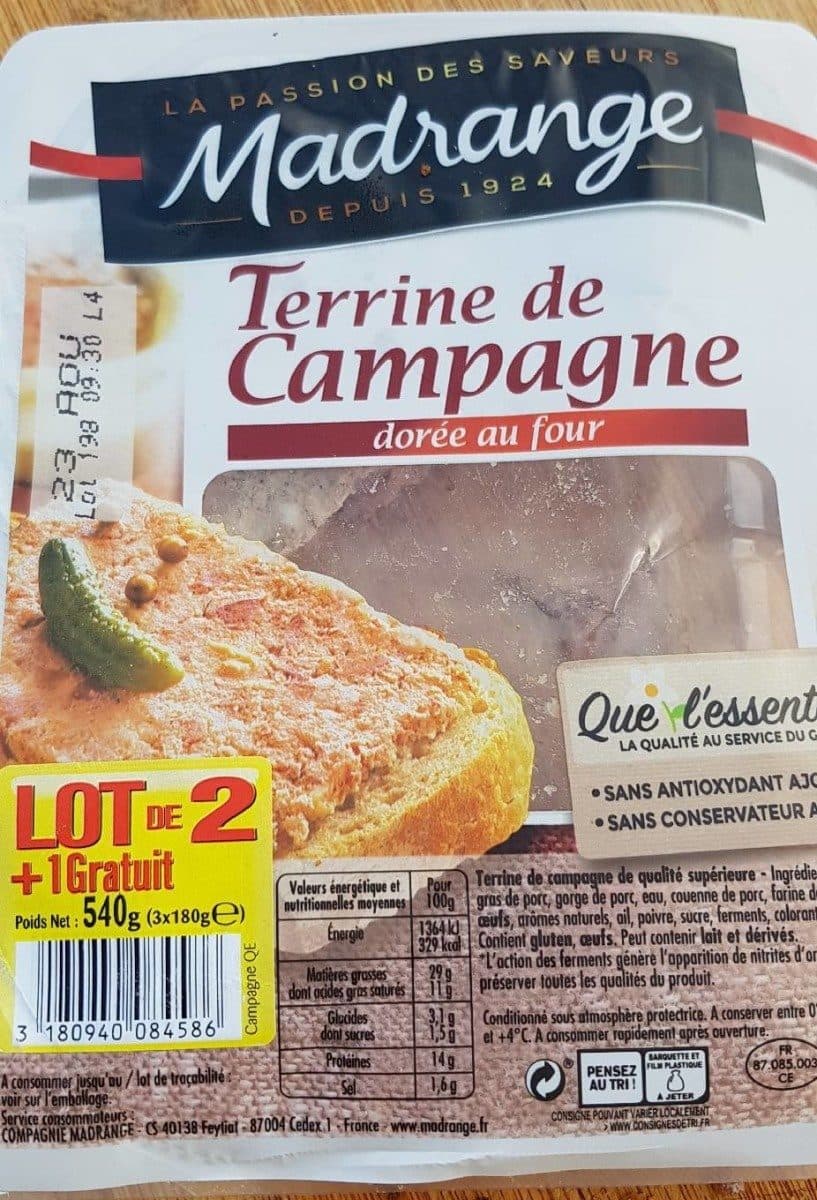 LA PASSION DES SAVEURS
Madrange
DEPUIS 1924
Terrine de
Campagne
dorée au four
23 AOU
Lot 198 09:30 L4
Que l'essent
LA QUALITÉ AU SERVICE DU G
• SANS ANTIOXYDANT AJO
• SANS CONSERVATEUR A
LOT DE 2
+1 Gratuit
Poids Net : 540g (3x180g℮)
3 180940 084586
Campagne QE
Valeurs énergétique et nutritionnelles moyennes Pour 100g
Énergie 1364 kJ 329 kcal
Matières grasses 29 g
dont acides gras saturés 11 g
Glucides 3,1 g
dont sucres 1,5 g
Protéines 14 g
Sel 1,6 g
Terrine de campagne de qualité supérieure - Ingrédie
gras de porc, gorge de porc, eau, couenne de porc, farine de
œufs, arômes naturels, ail, poivre, sucre, ferments, colorant
Contient gluten, œufs. Peut contenir lait et dérivés.
*L'action des ferments génère l'apparition de nitrites d'or
préserver toutes les qualités du produit.
Conditionné sous atmosphère protectrice. A conserver entre 0°
et +4°C. A consommer rapidement après ouverture.
PENSEZ
AU TRI !
BARQUETTE ET
FILM PLASTIQUE
A JETER
CONSIGNE POUVANT VARIER LOCALEMENT
> WWW.CONSIGNESDETRI.FR
FR
87.085.003
CE
A consommer jusqu'au / lot de traçabilité :
voir sur l'emballage.
Service consommateurs :
COMPAGNIE MADRANGE - CS 40138 Feytiat - 87004 Cedex 1 - France - www.madrange.fr